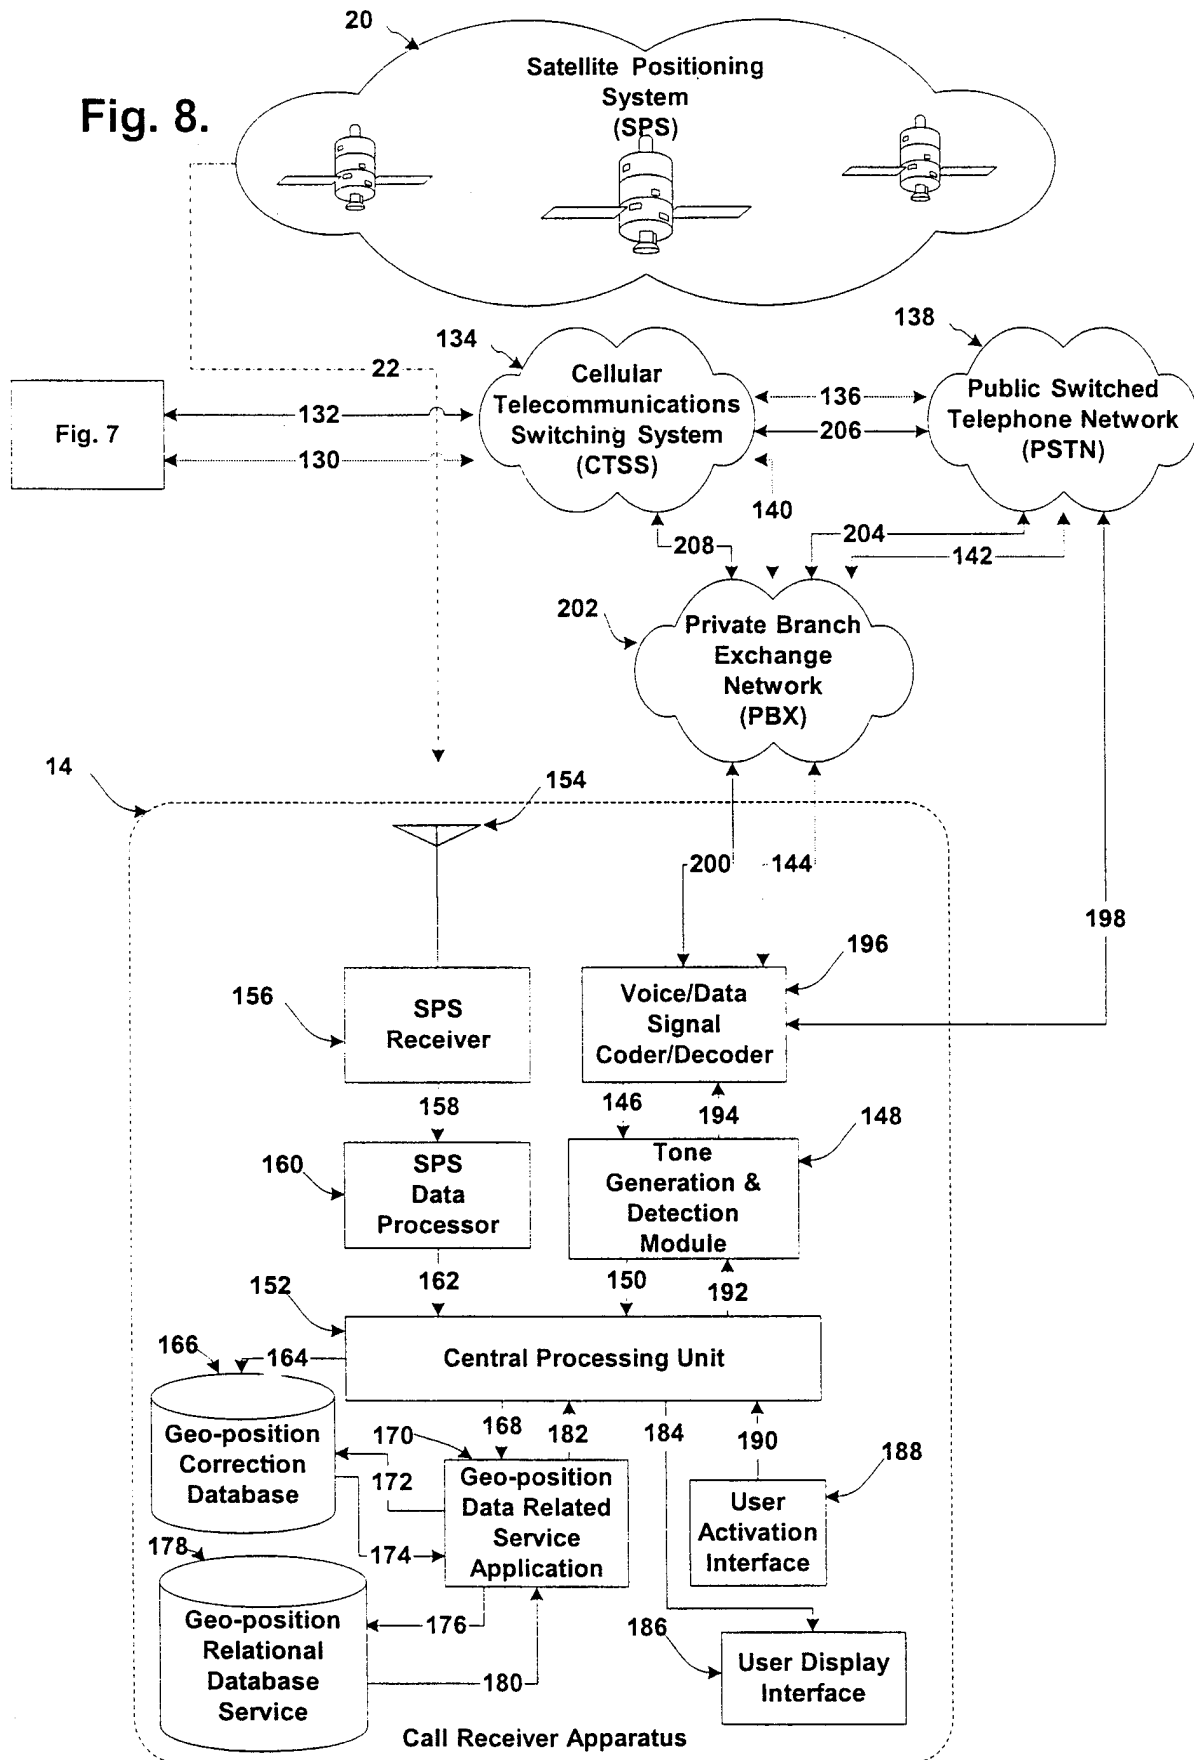 20
Satellite Positioning
System
(SPS)
Fig. 8.
134
138
22
Cellular
Telecommunications
Switching System
(CTSS)
Public Switched
Telephone Network
(PSTN)
Fig. 7
132
130
136
206
140
208
204
142
202
Private Branch
Exchange
Network
(PBX)
14
154
200
144
198
196
156
SPS
Receiver
Voice/Data
Signal
Coder/Decoder
158
146
194
148
160
SPS
Data
Processor
Tone
Generation &
Detection
Module
162
150
192
152
Central Processing Unit
166
164
168
182
184
190
170
188
Geo-position
Correction
Database
172
Geo-position
Data Related
Service
Application
User
Activation
Interface
174
178
176
Geo-position
Relational
Database
Service
180
186
User Display
Interface
Call Receiver Apparatus